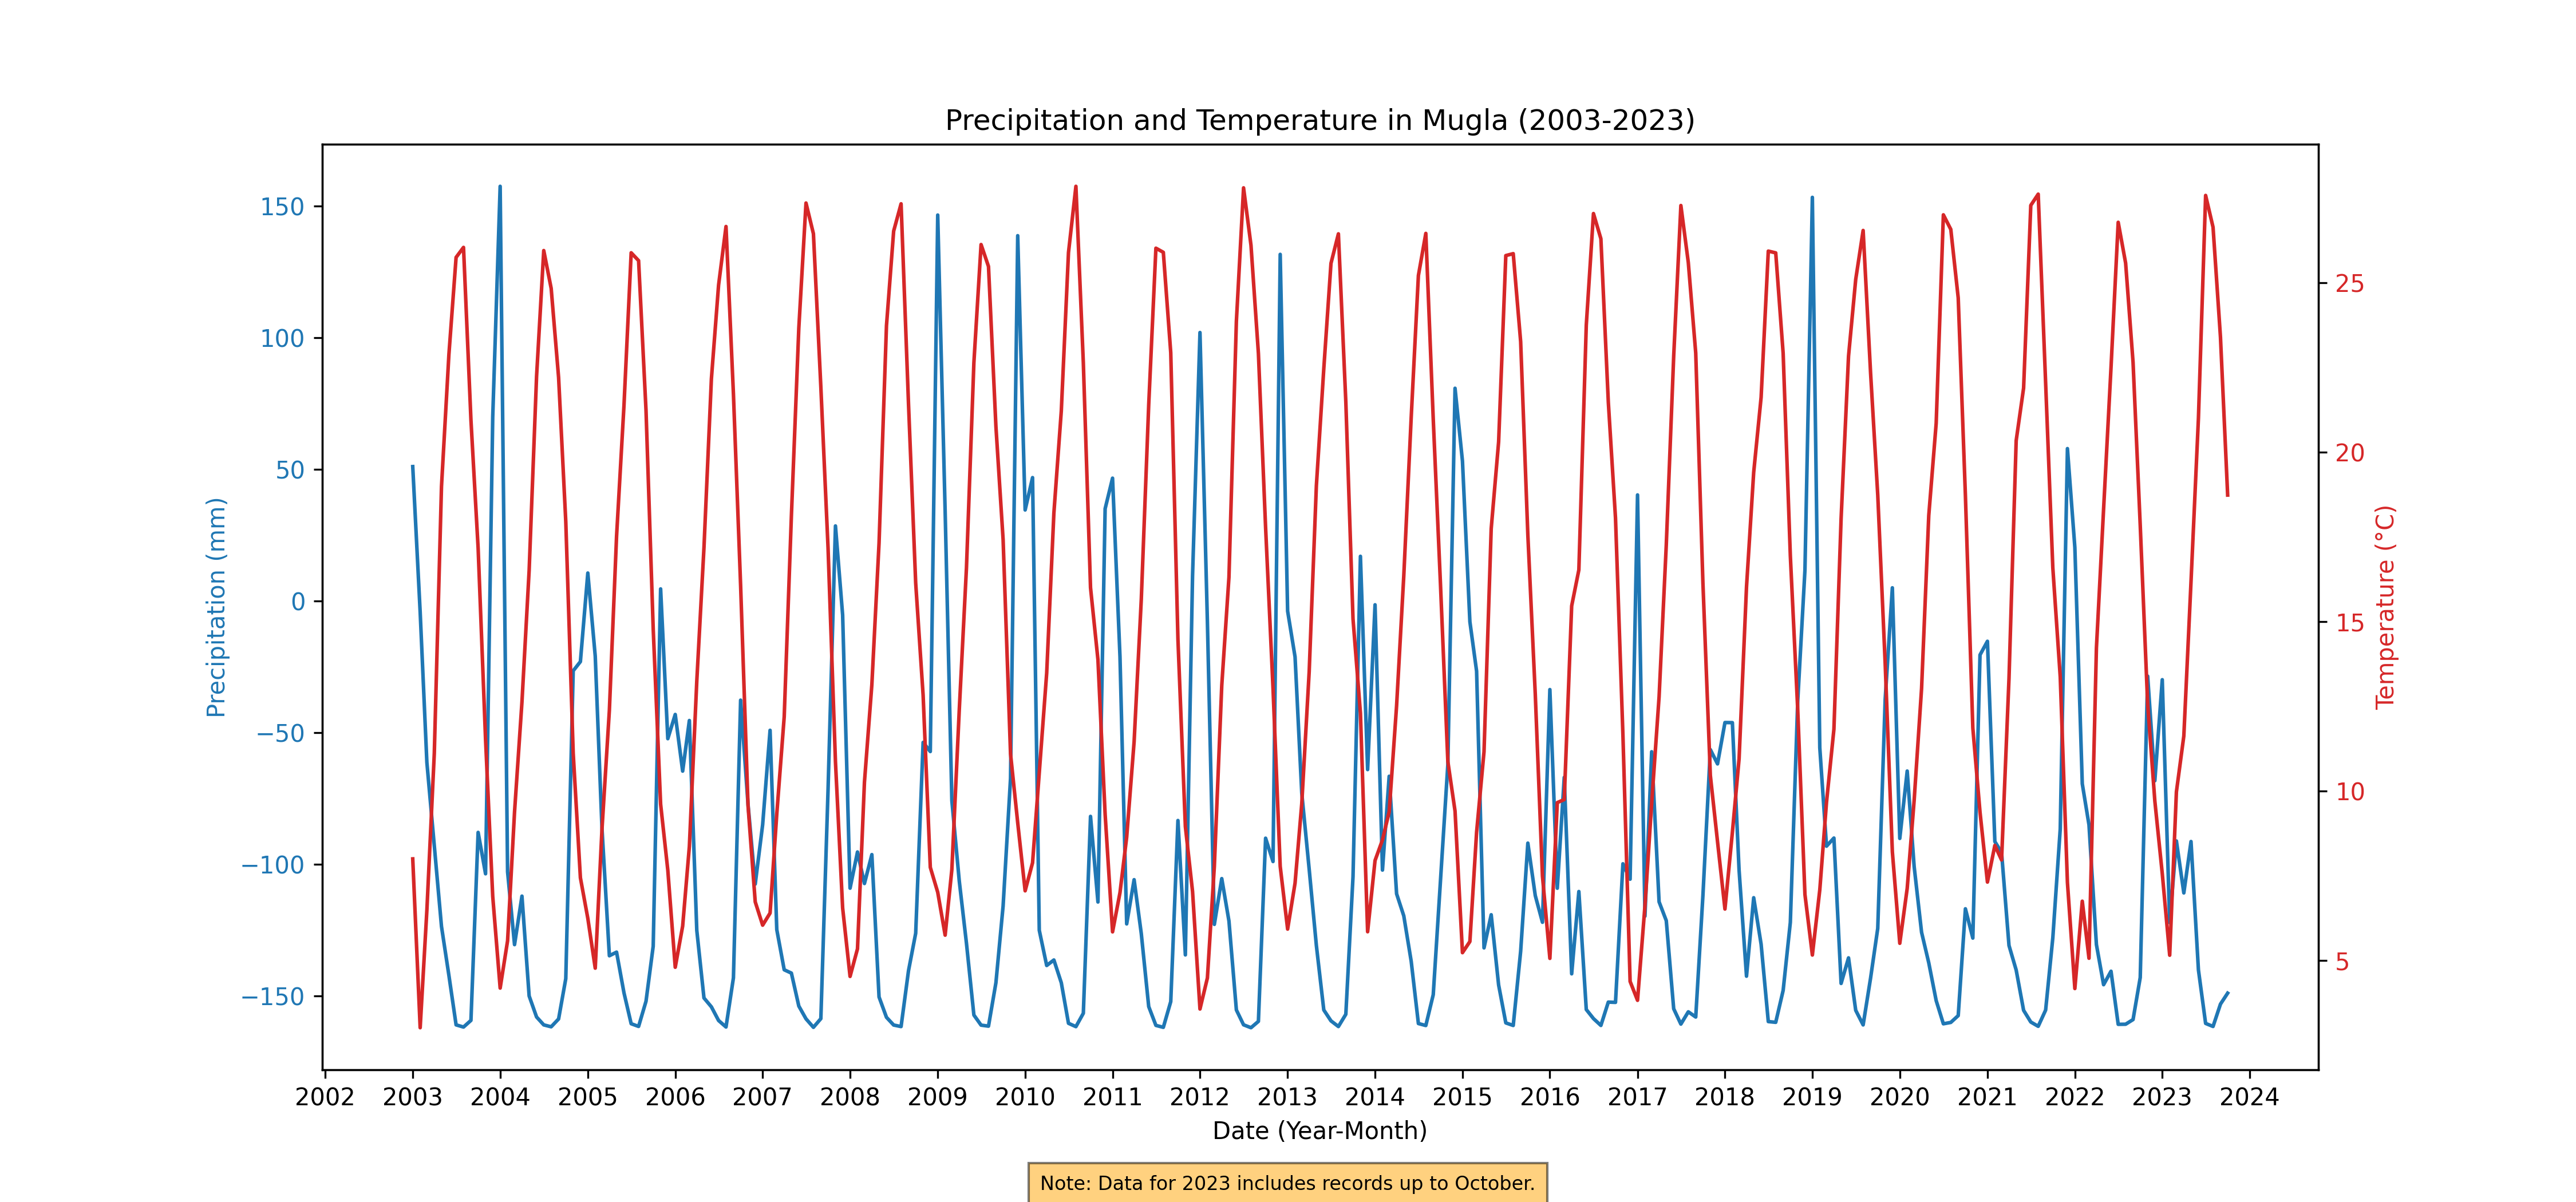 Precipitation and Temperature in Mugla (2003-2023)
Precipitation (mm)
150
100
50
0
−50
−100
−150
Temperature (°C)
25
20
15
10
5
2002 2003 2004 2005 2006 2007 2008 2009 2010 2011 2012 2013 2014 2015 2016 2017 2018 2019 2020 2021 2022 2023 2024
Date (Year-Month)
Note: Data for 2023 includes records up to October.